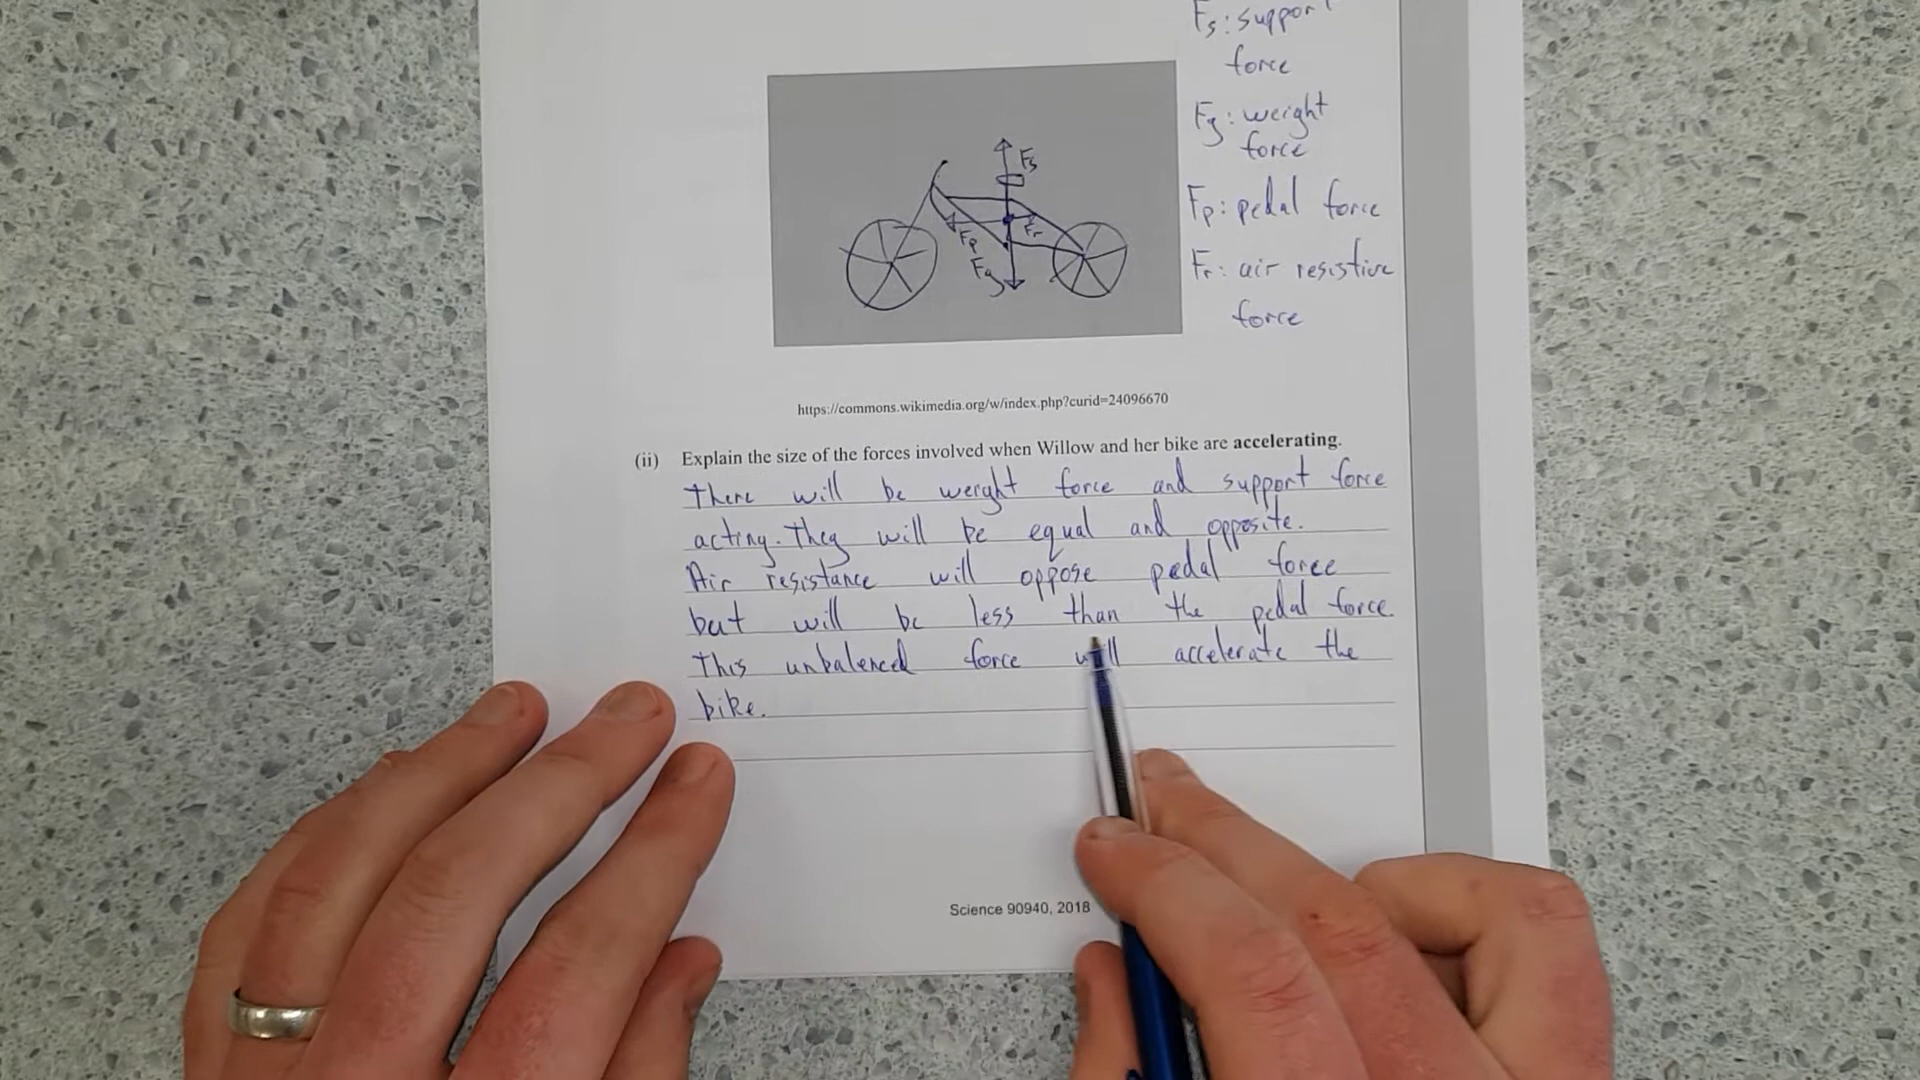 Fs: support
force
Fg: weight
force
Fp: pedal force
Fr: air resistive
force
Fs
Fr
Fp
Fg
https://commons.wikimedia.org/w/index.php?curid=24096670
(ii) Explain the size of the forces involved when Willow and her bike are accelerating.
There will be weight force and support force
acting. They will be equal and opposite.
Air resistance will oppose pedal force
but will be less than the pedal force.
This unbalenced force will accelerate the
bike.
Science 90940, 2018